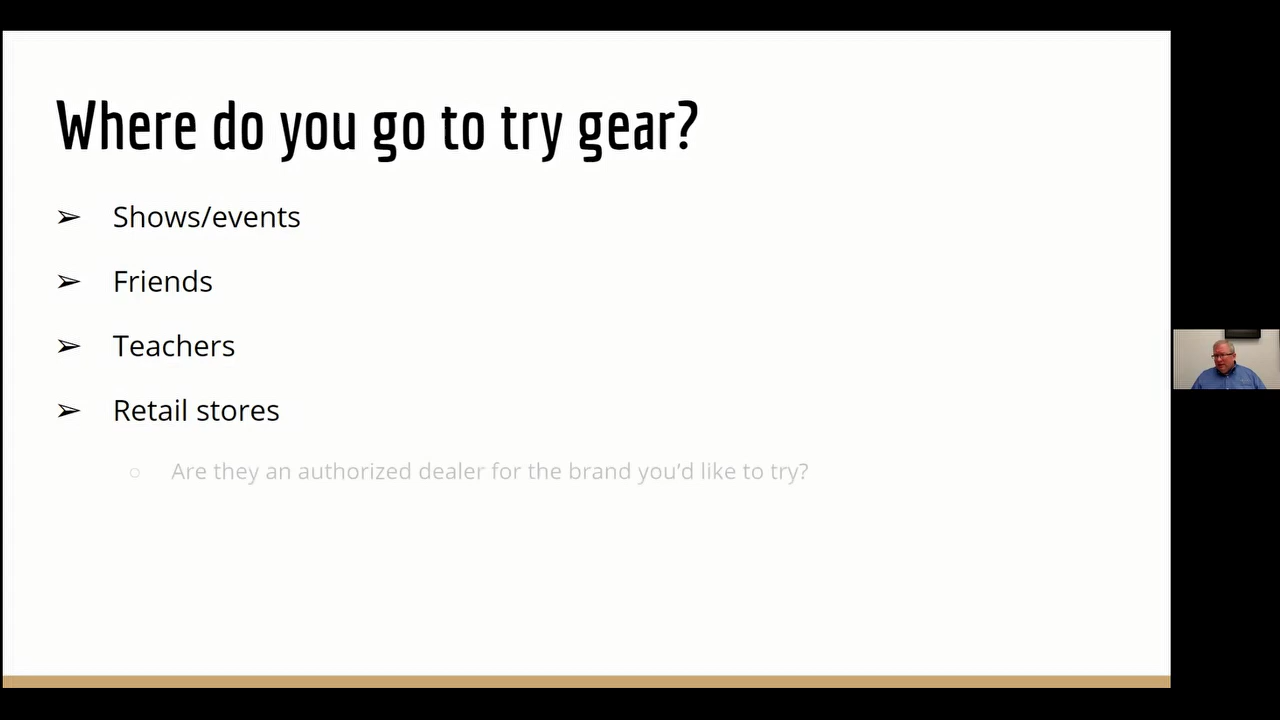 Where do you go to try gear?
➢ Shows/events
➢ Friends
➢ Teachers
➢ Retail stores
○ Are they an authorized dealer for the brand you’d like to try?